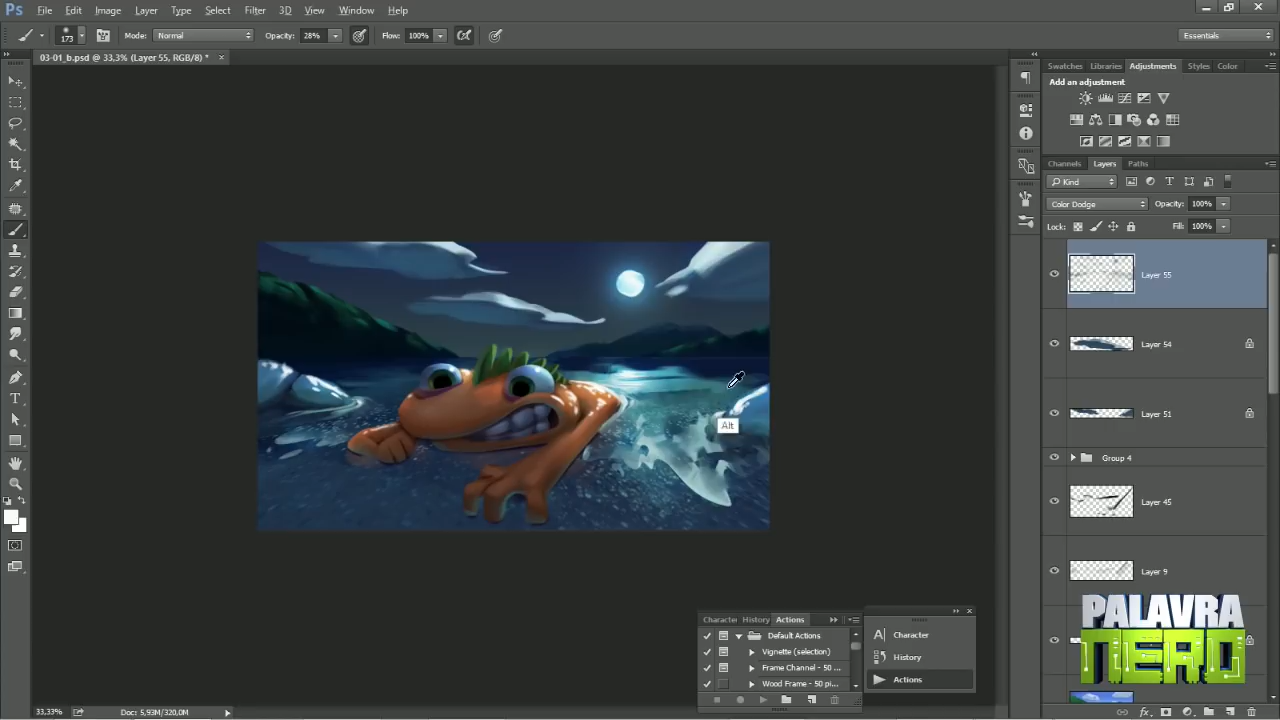 Ps File Edit Image Layer Type Select Filter 3D View Window Help
173 Mode: Normal Opacity: 28% Flow: 100% Essentials
03-01_b.psd @ 33,3% (Layer 55, RGB/8) *
Swatches Libraries Adjustments Styles Color
Add an adjustment
Channels Layers Paths
Kind
Color Dodge Opacity: 100%
Lock: Fill: 100%
Layer 55
Layer 54
Layer 51
Group 4
Layer 45
Layer 9
Alt
Character History Actions
Default Actions
Vignette (selection)
Frame Channel - 50 ...
Wood Frame - 50 pi...
Character
History
Actions
PALAVRA
NERD
33,33% Doc: 5,93M/320,0M